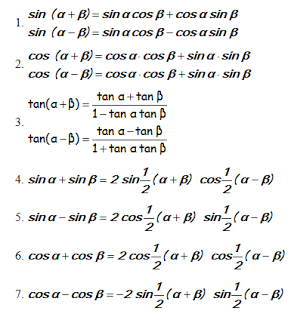 1. sin (α + β) = sin α cos β + cos α sin β
sin (α − β) = sin α cos β − cos α sin β
2. cos (α + β) = cos α · cos β + sin α · sin β
cos (α − β) = cos α · cos β + sin α · sin β
3. tan(α+β) = (tan α + tan β) / (1 − tan α tan β)
tan(α−β) = (tan α − tan β) / (1 + tan α tan β)
4. sin α + sin β = 2 sin 1/2 (α + β) cos 1/2 (α − β)
5. sin α − sin β = 2 cos 1/2 (α + β) sin 1/2 (α − β)
6. cos α + cos β = 2 cos 1/2 (α + β) cos 1/2 (α − β)
7. cos α − cos β = −2 sin 1/2 (α + β) sin 1/2 (α − β)